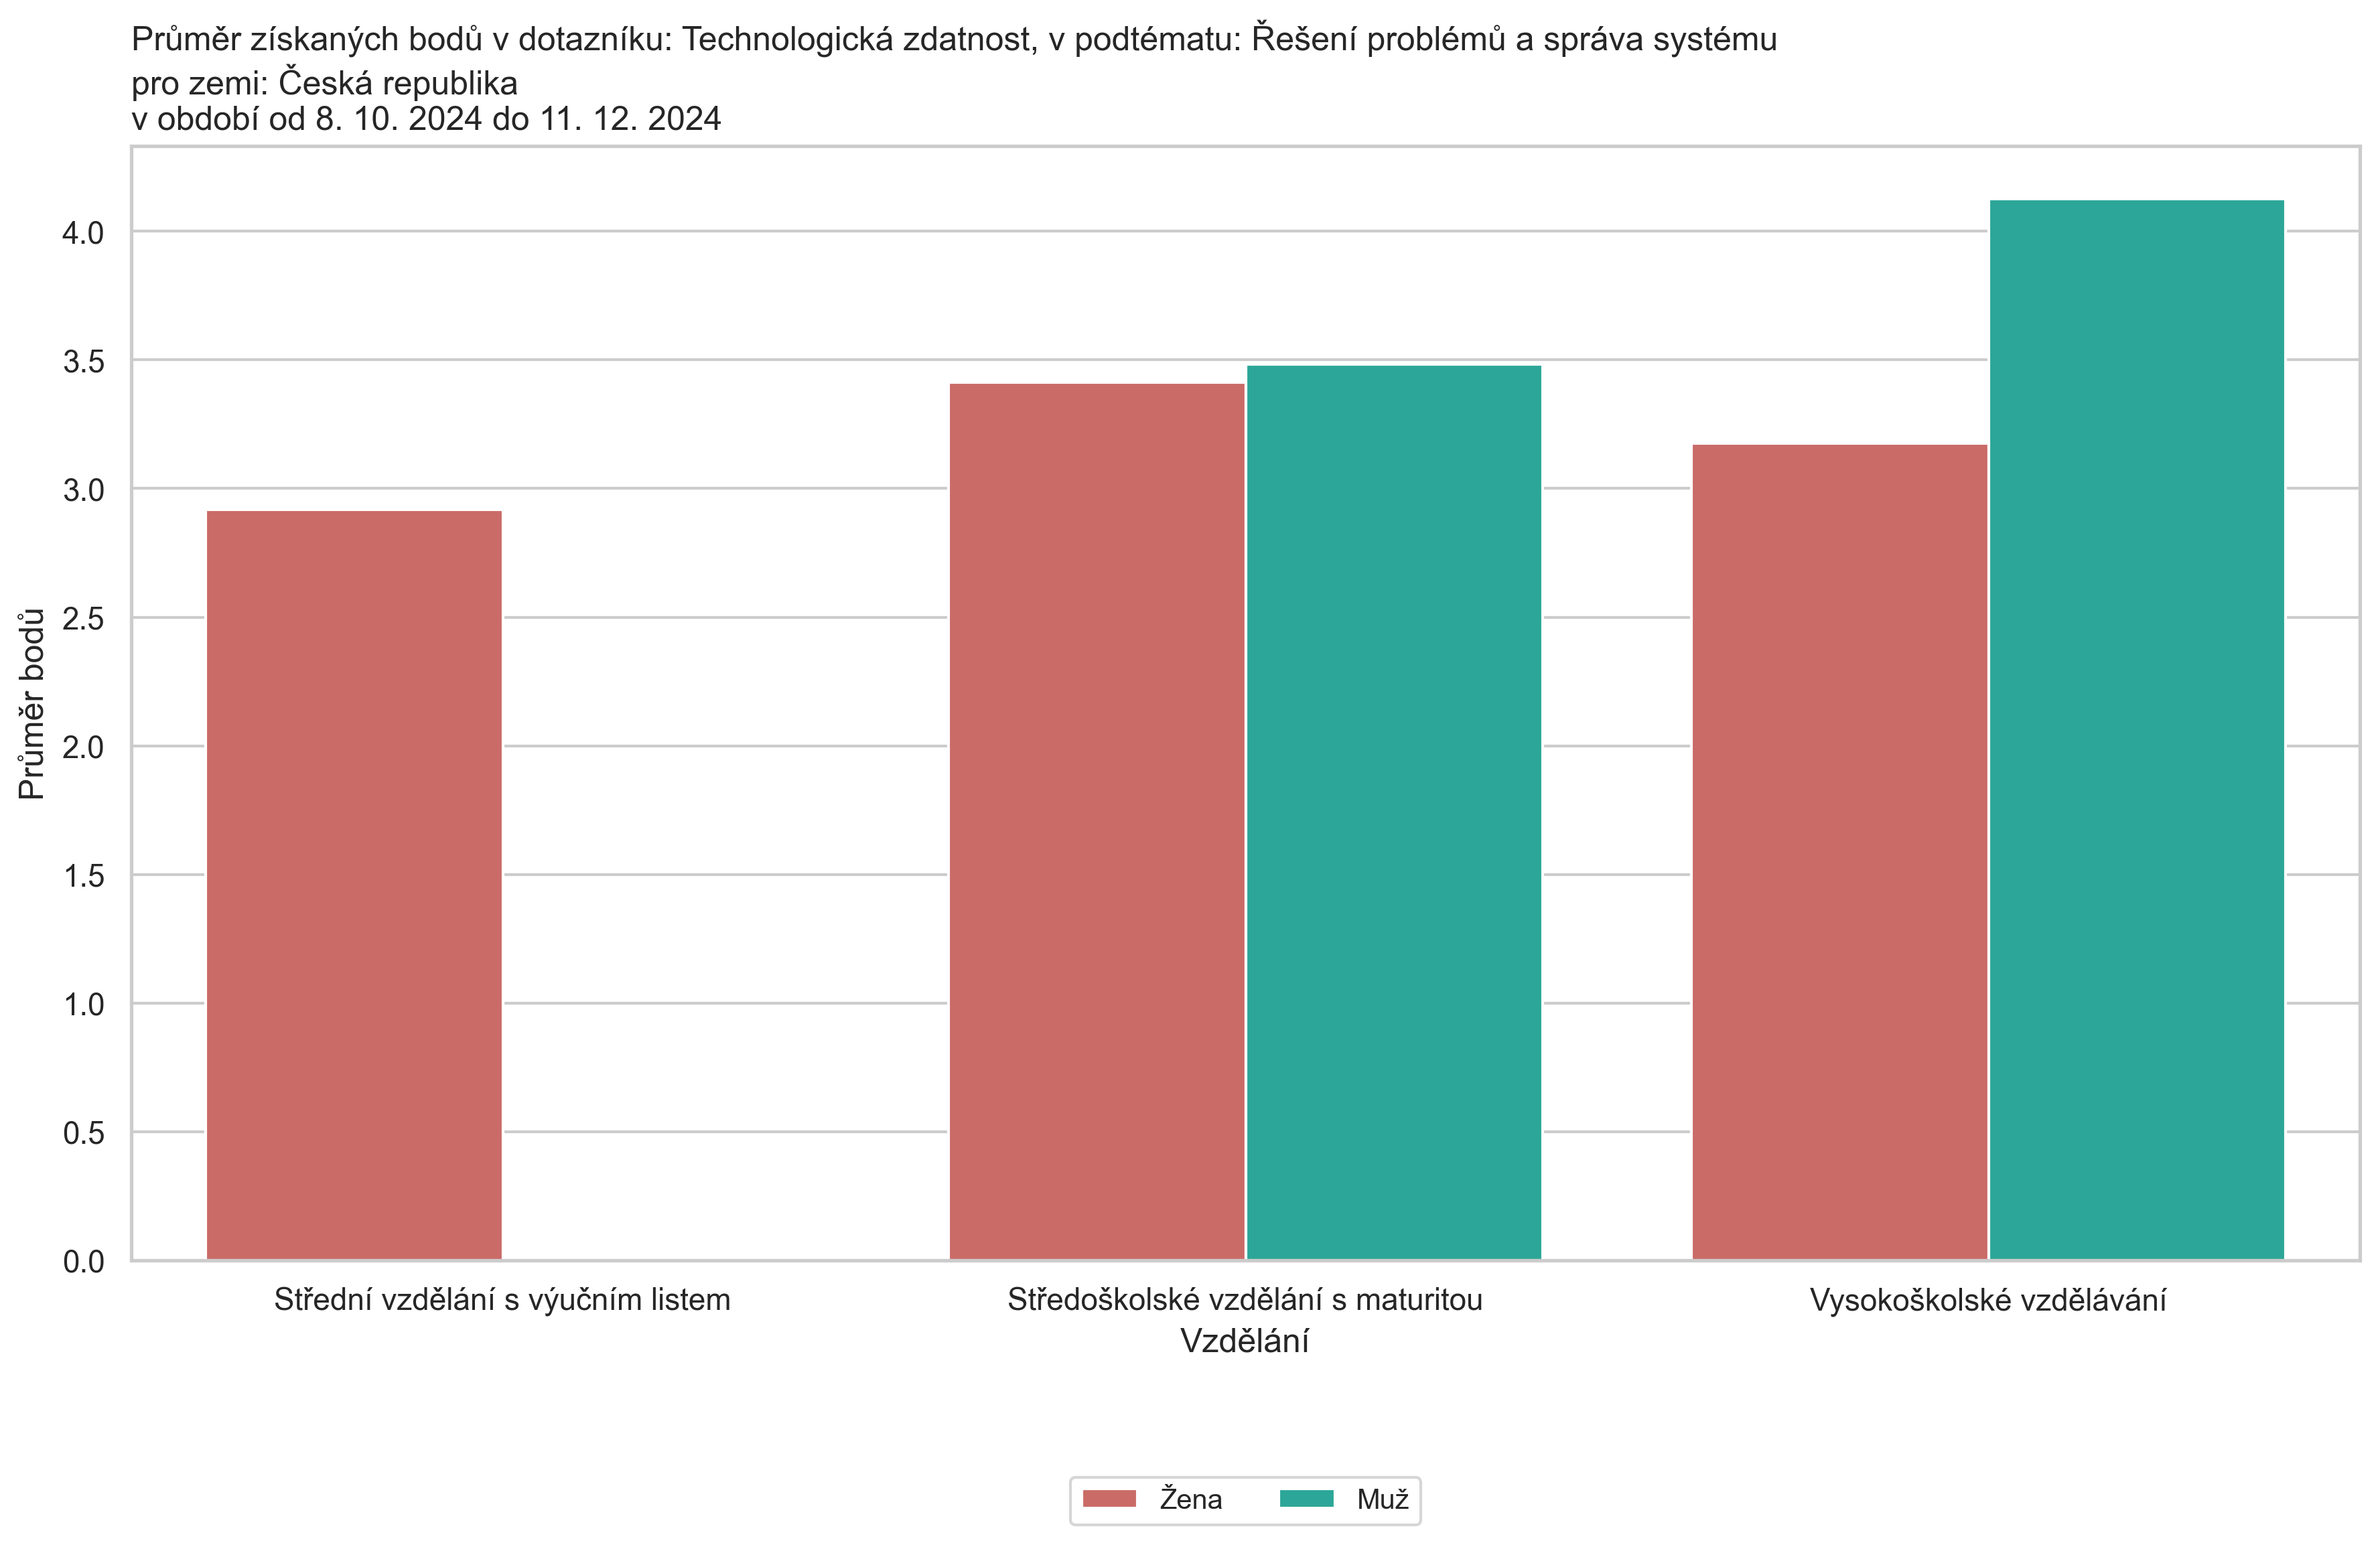 Průměr získaných bodů v dotazníku: Technologická zdatnost, v podtématu: Řešení problémů a správa systému
pro zemi: Česká republika
v období od 8. 10. 2024 do 11. 12. 2024
Průměr bodů
4.0
3.5
3.0
2.5
2.0
1.5
1.0
0.5
0.0
Střední vzdělání s výučním listem
Středoškolské vzdělání s maturitou
Vysokoškolské vzdělávání
Vzdělání
Žena
Muž